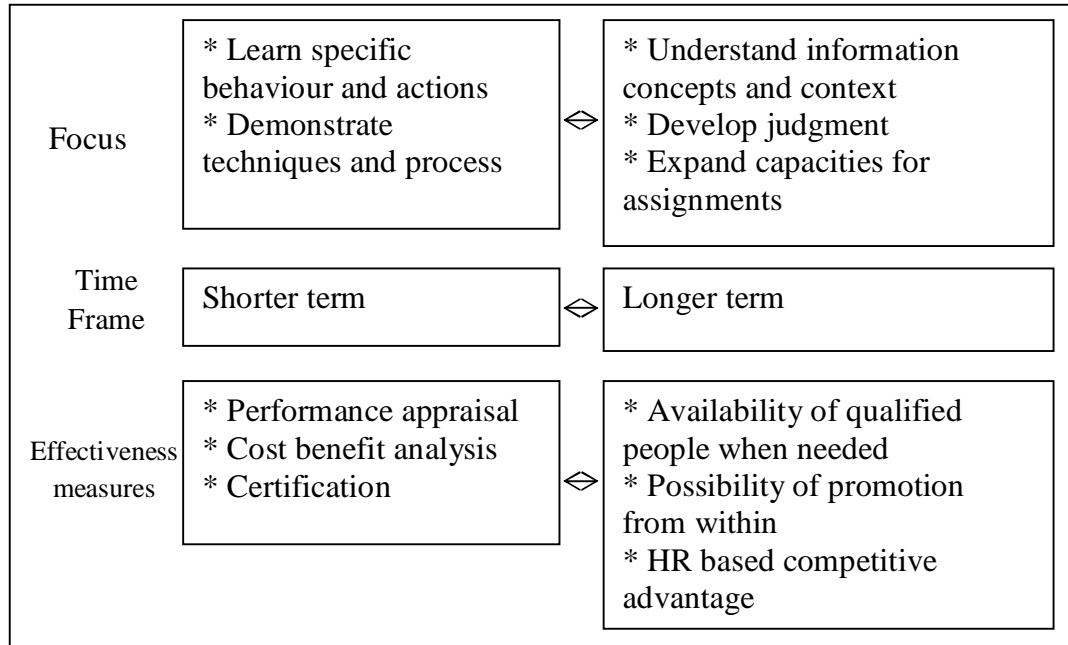 Focus
* Learn specific
behaviour and actions
* Demonstrate
techniques and process
* Understand information
concepts and context
* Develop judgment
* Expand capacities for
assignments
Time
Frame
Shorter term
Longer term
Effectiveness
measures
* Performance appraisal
* Cost benefit analysis
* Certification
* Availability of qualified
people when needed
* Possibility of promotion
from within
* HR based competitive
advantage